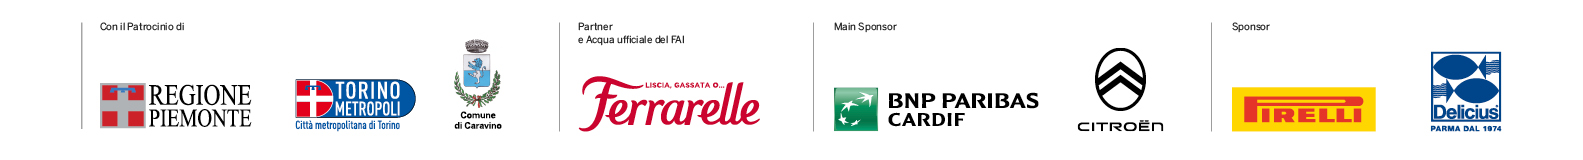 Con il Patrocinio di
REGIONE
PIEMONTE
TORINO
METROPOLI
Città metropolitana di Torino
Comune
di Caravino
Partner
e Acqua ufficiale del FAI
LISCIA, GASSATA O...
Ferrarelle
Main Sponsor
BNP PARIBAS
CARDIF
CITROËN
Sponsor
PIRELLI
Delicius
PARMA DAL 1974